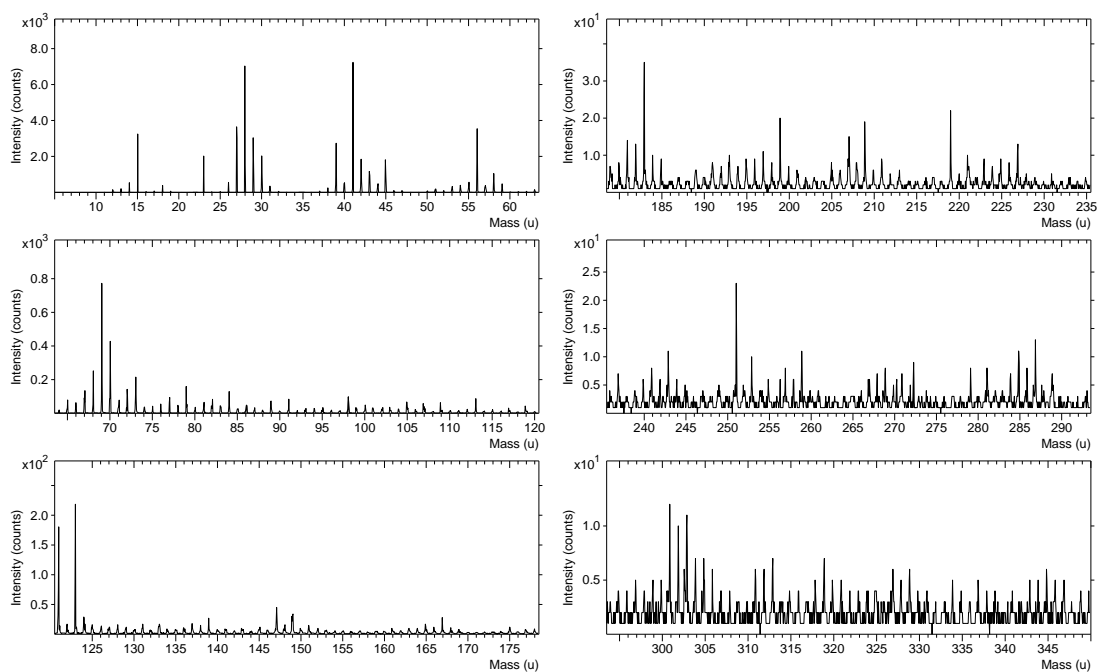 x10³
Intensity (counts)
8.0
6.0
4.0
2.0
10 15 20 25 30 35 40 45 50 55 60
Mass (u)
x10³
Intensity (counts)
0.8
0.6
0.4
0.2
70 75 80 85 90 95 100 105 110 115 120
Mass (u)
x10²
Intensity (counts)
2.0
1.5
1.0
0.5
125 130 135 140 145 150 155 160 165 170 175
Mass (u)
x10¹
Intensity (counts)
3.0
2.0
1.0
185 190 195 200 205 210 215 220 225 230 235
Mass (u)
x10¹
Intensity (counts)
2.5
2.0
1.5
1.0
0.5
240 245 250 255 260 265 270 275 280 285 290
Mass (u)
x10¹
Intensity (counts)
1.0
0.5
300 305 310 315 320 325 330 335 340 345
Mass (u)